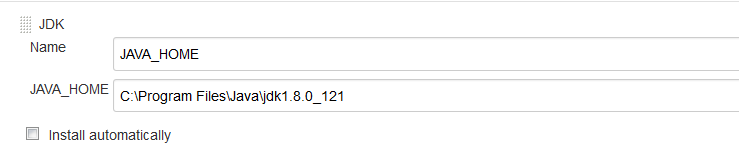 JDK
Name
JAVA_HOME
JAVA_HOME
C:\Program Files\Java\jdk1.8.0_121
Install automatically